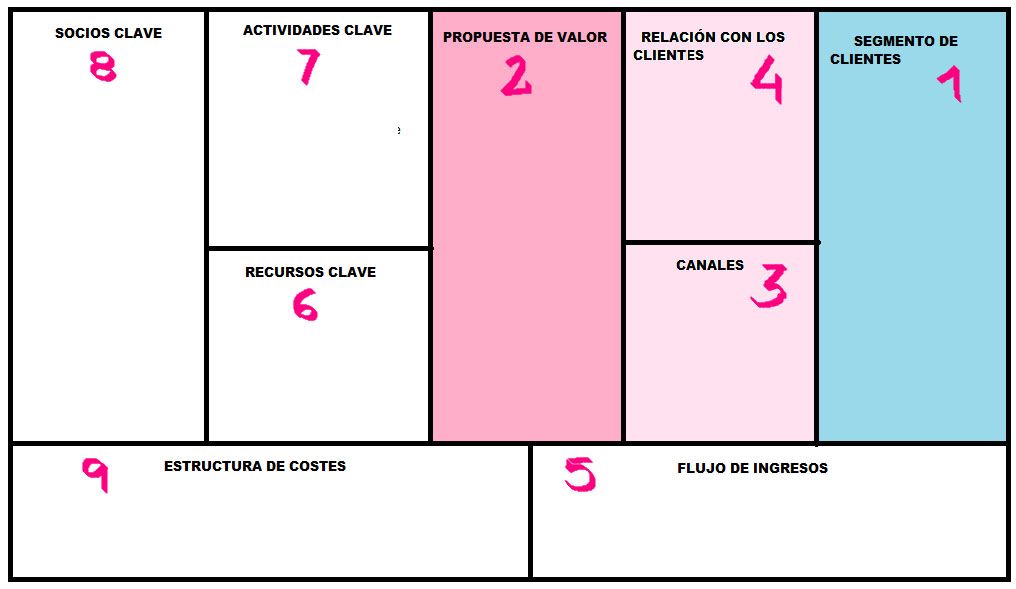 SOCIOS CLAVE
8
ACTIVIDADES CLAVE
7
e
RECURSOS CLAVE
6
PROPUESTA DE VALOR
2
RELACIÓN CON LOS
CLIENTES
4
CANALES
3
SEGMENTO DE
CLIENTES
1
9
ESTRUCTURA DE COSTES
5
FLUJO DE INGRESOS